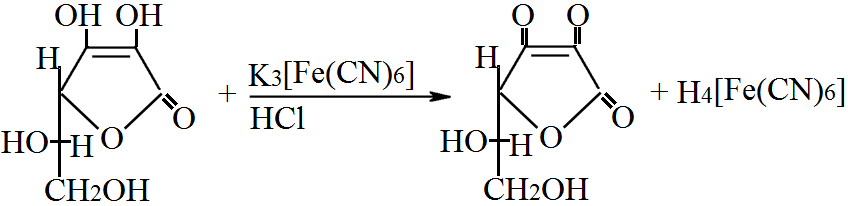 OH OH O O
H + K3[Fe(CN)6] H + H4[Fe(CN)6]
HCl
O O
HO H O HO H O
CH2OH CH2OH